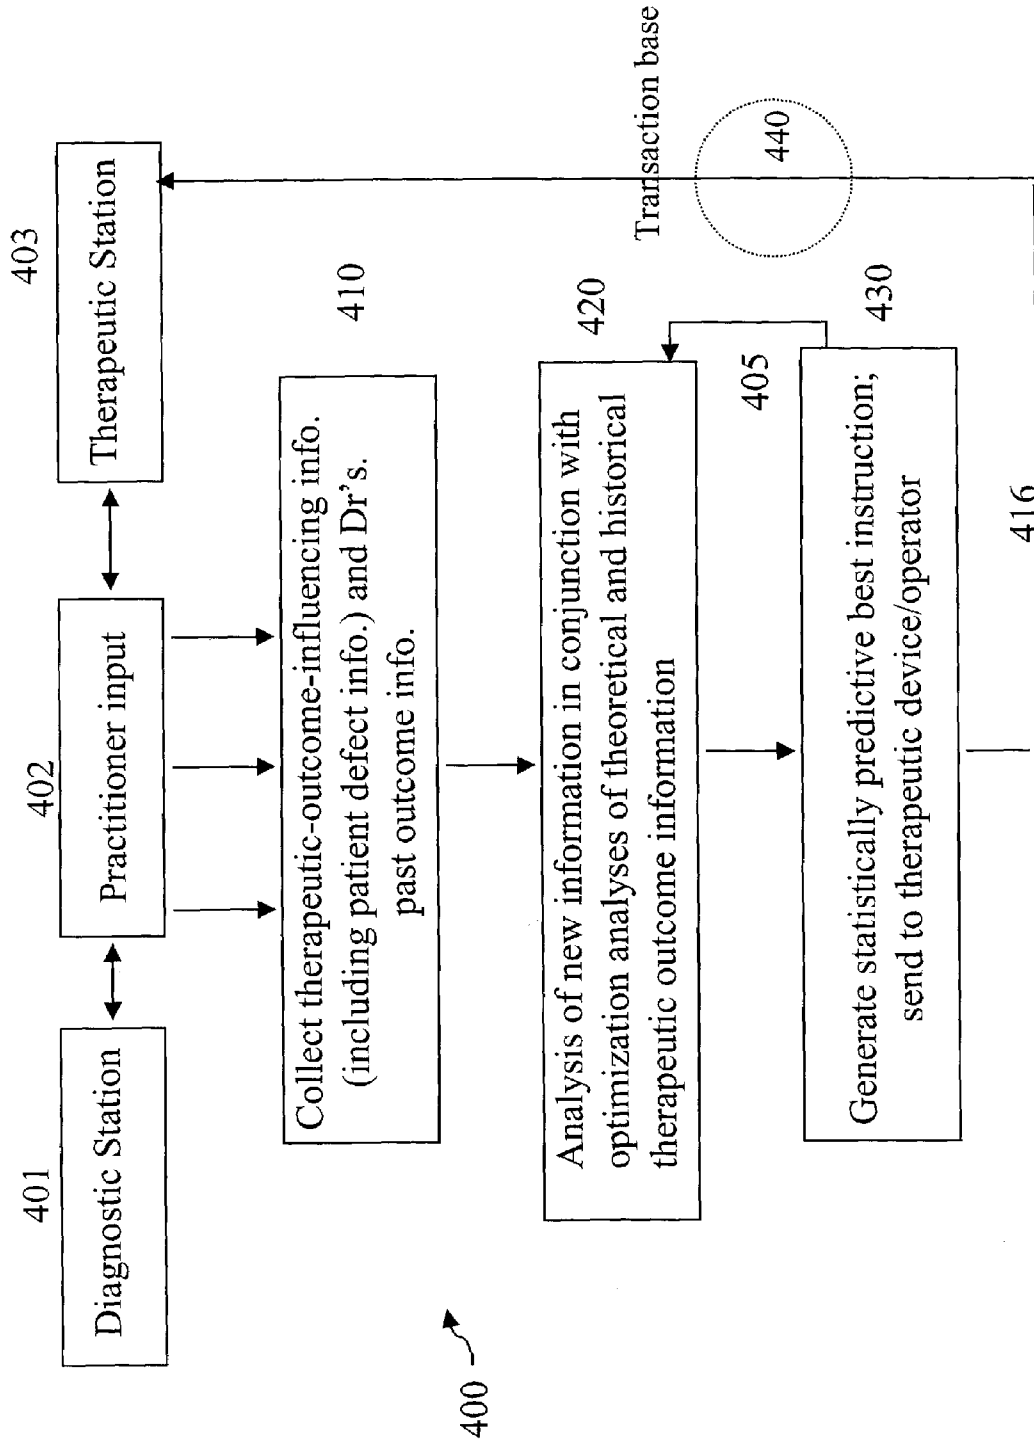 401
402
403
Diagnostic Station
Practitioner input
Therapeutic Station
Collect therapeutic-outcome-influencing info.
(including patient defect info.) and Dr's.
past outcome info.
410
Analysis of new information in conjunction with
optimization analyses of theoretical and historical
therapeutic outcome information
420
405
Generate statistically predictive best instruction;
send to therapeutic device/operator
430
Transaction base
440
416
400